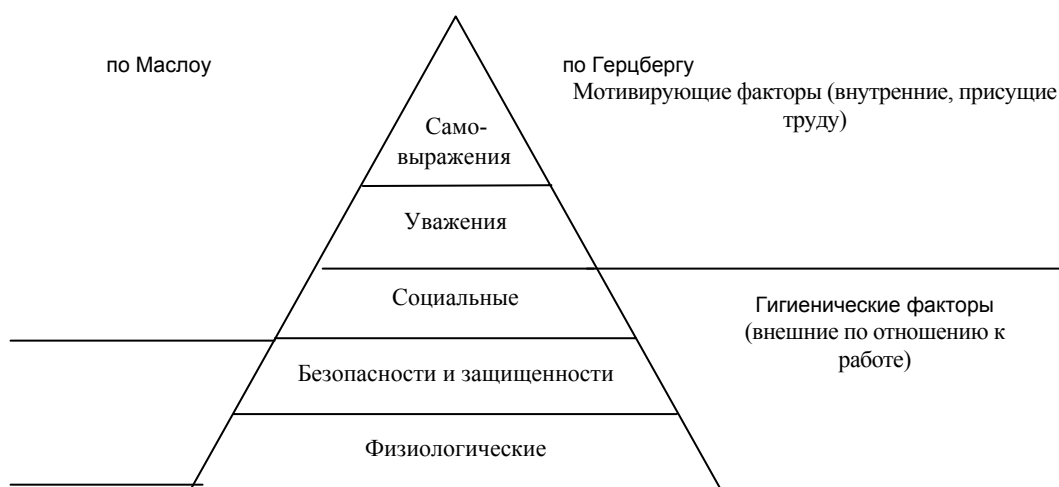 по Маслоу
по Герцбергу
Мотивирующие факторы (внутренние, присущие
труду)
Само-
выражения
Уважения
Социальные
Гигиенические факторы
(внешние по отношению к
работе)
Безопасности и защищенности
Физиологические